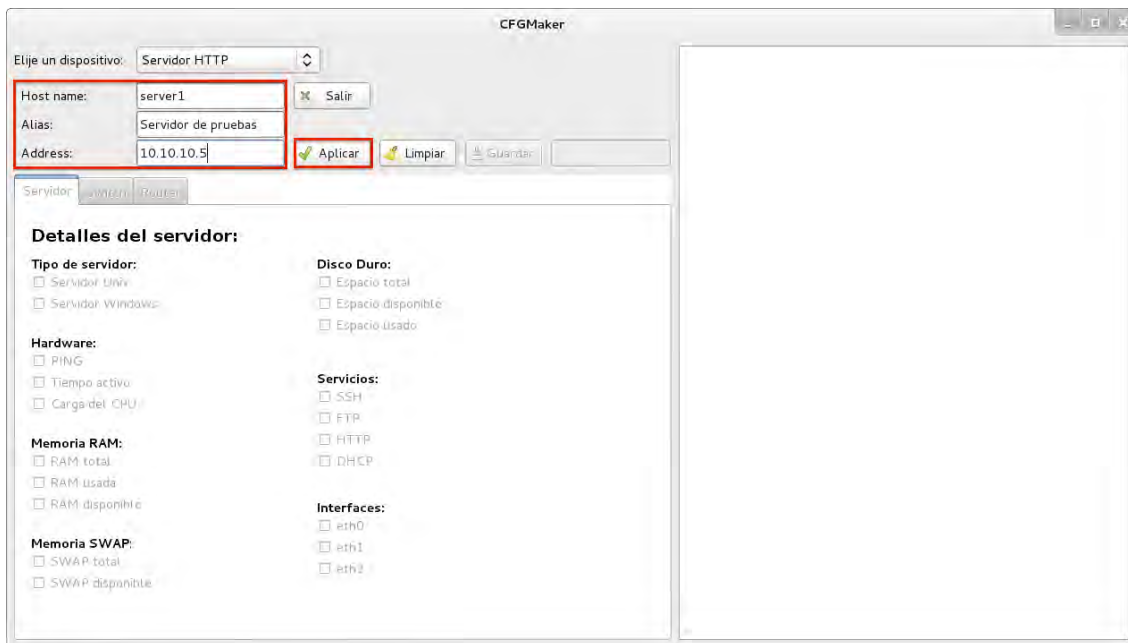 CFGMaker
Elije un dispositivo: Servidor HTTP
Host name: server1 Salir
Alias: Servidor de pruebas
Address: 10.10.10.5 Aplicar Limpiar Guardar
Servidor Switch Router
Detalles del servidor:
Tipo de servidor:
Servidor Unix
Servidor Windows
Hardware:
PING
Tiempo activo
Carga del CPU
Memoria RAM:
RAM total
RAM usada
RAM disponible
Memoria SWAP:
SWAP total
SWAP disponible
Disco Duro:
Espacio total
Espacio disponible
Espacio usado
Servicios:
SSH
FTP
HTTP
DHCP
Interfaces:
eth0
eth1
eth2